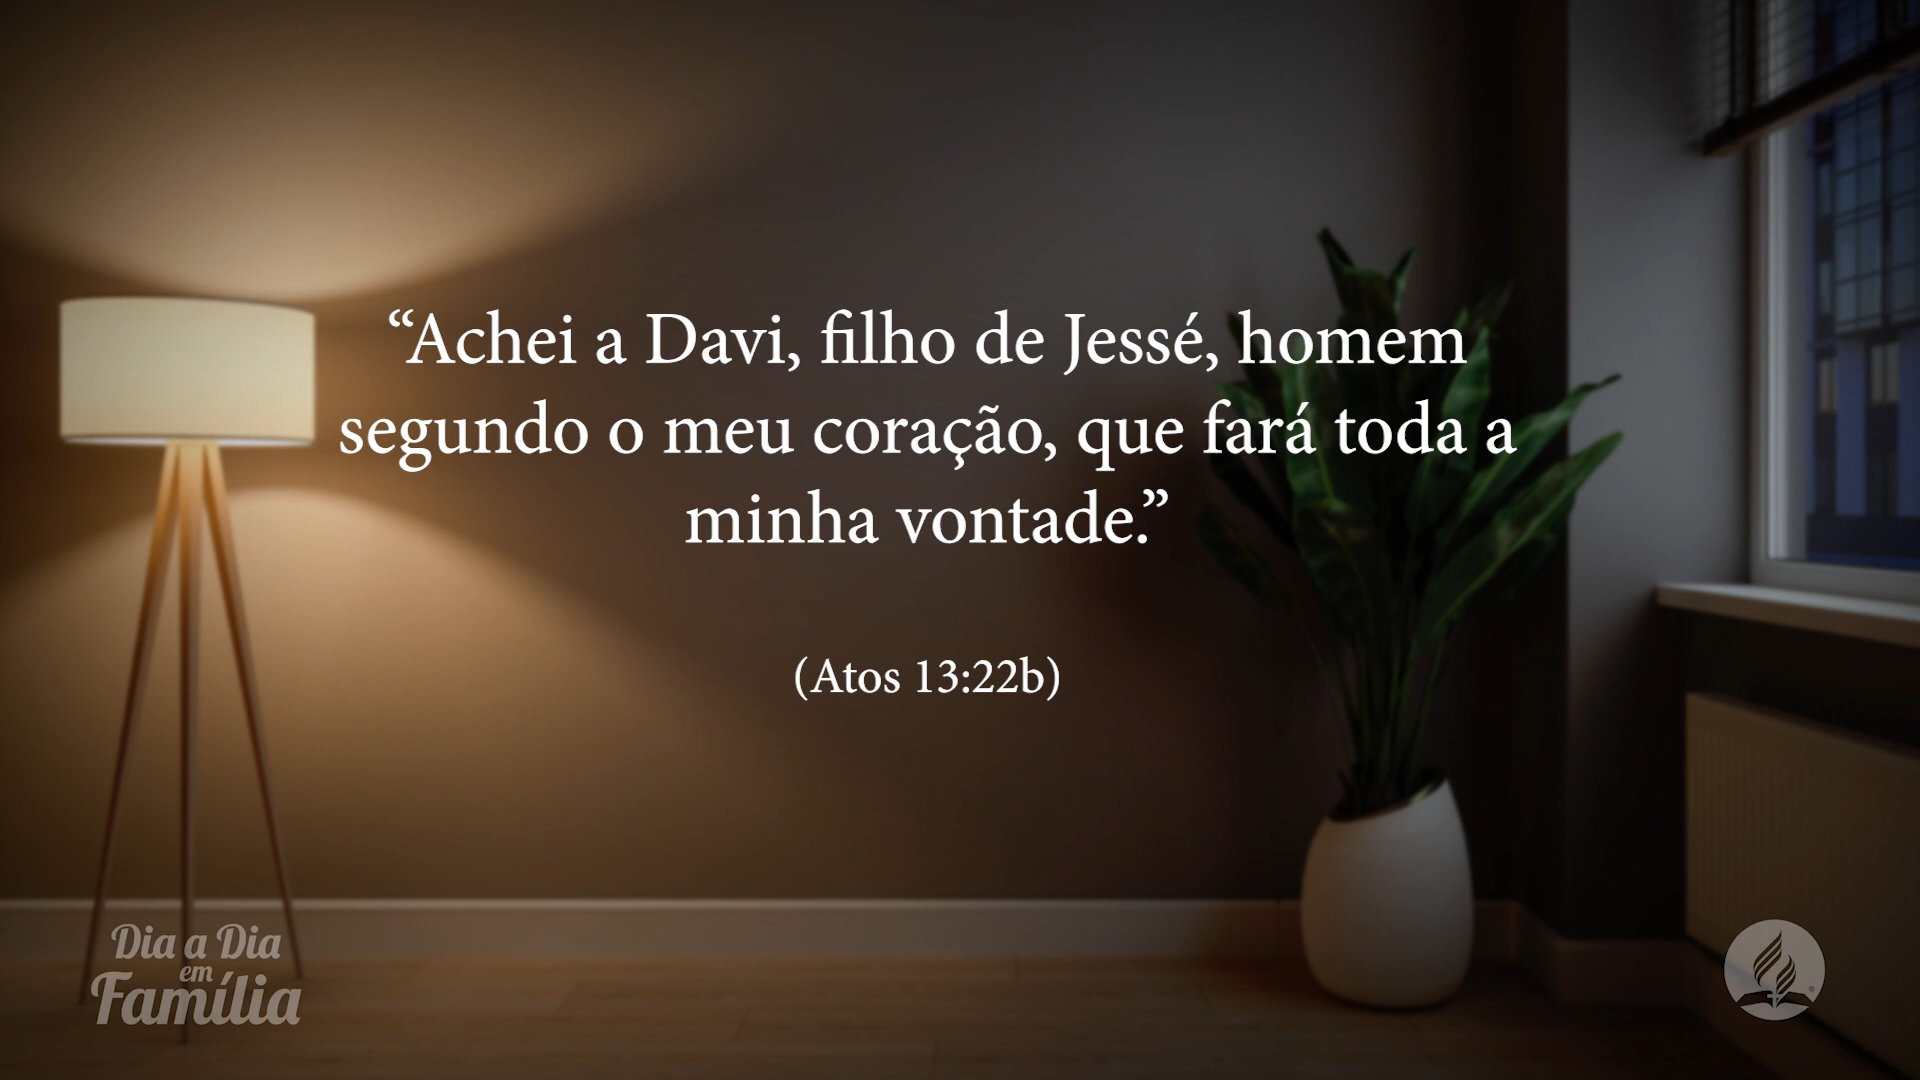 “Achei a Davi, filho de Jessé, homem
segundo o meu coração, que fará toda a
minha vontade.”
(Atos 13:22b)
Dia a Dia
em
Família